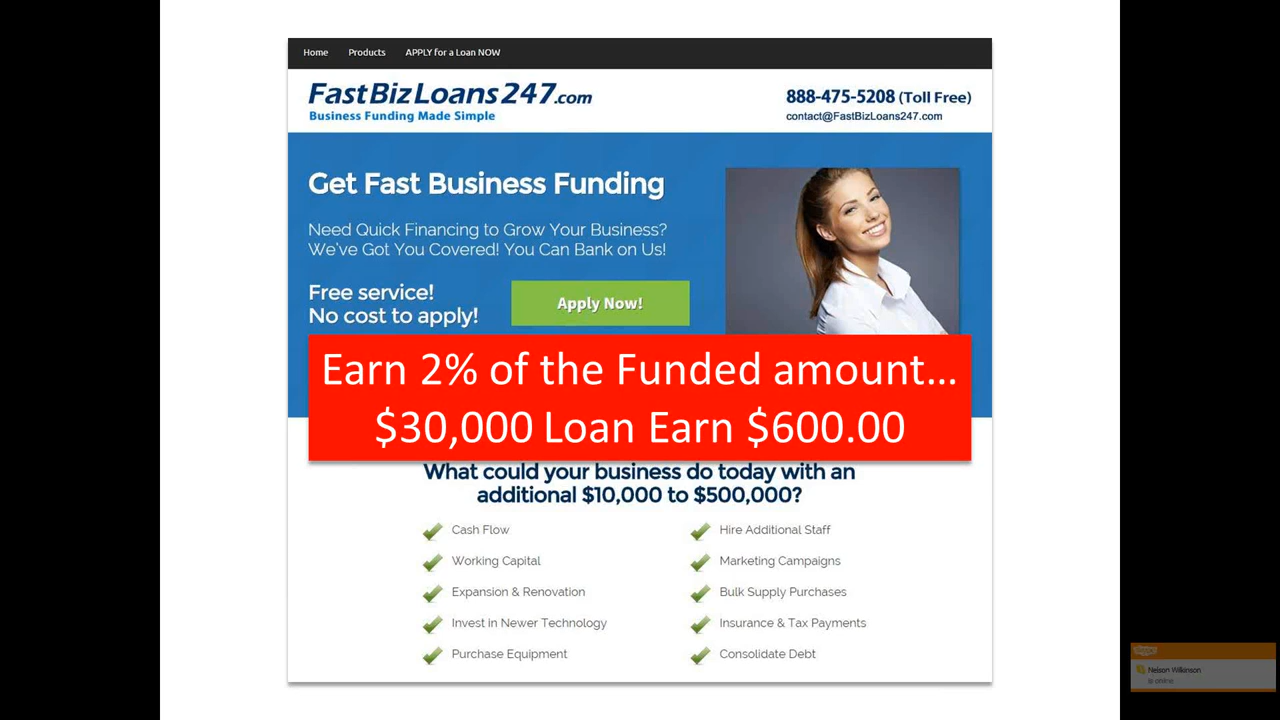 Home Products APPLY for a Loan NOW
FastBizLoans247.com
Business Funding Made Simple
888-475-5208 (Toll Free)
contact@FastBizLoans247.com
Get Fast Business Funding
Need Quick Financing to Grow Your Business?
We've Got You Covered! You Can Bank on Us!
Free service!
No cost to apply!
Apply Now!
Earn 2% of the Funded amount...
$30,000 Loan Earn $600.00
What could your business do today with an
additional $10,000 to $500,000?
Cash Flow
Working Capital
Expansion & Renovation
Invest in Newer Technology
Purchase Equipment
Hire Additional Staff
Marketing Campaigns
Bulk Supply Purchases
Insurance & Tax Payments
Consolidate Debt
skype
Nelson Wilkinson
is online